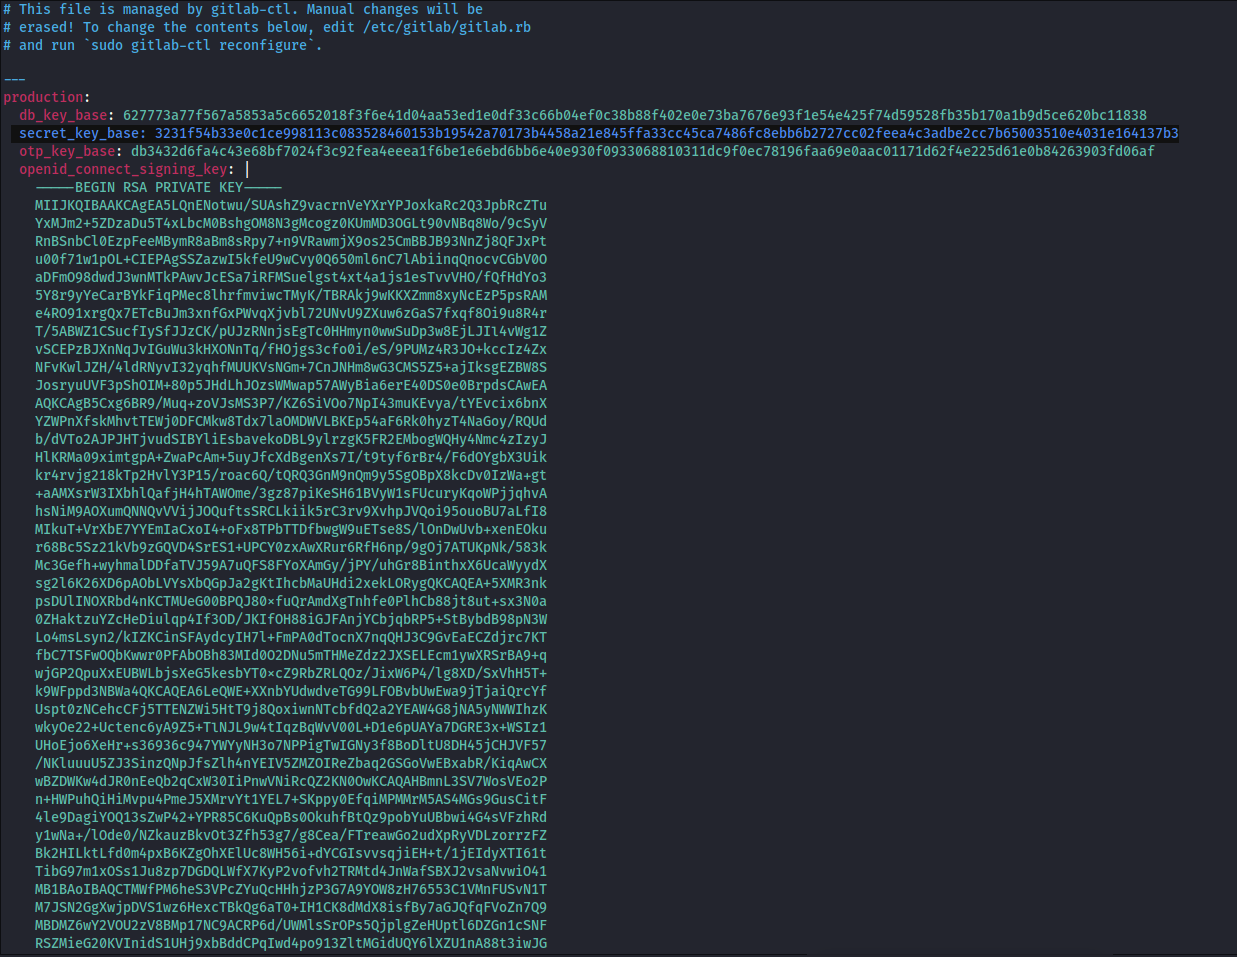 # This file is managed by gitlab-ctl. Manual changes will be
# erased! To change the contents below, edit /etc/gitlab/gitlab.rb
# and run `sudo gitlab-ctl reconfigure`.
---
production:
db_key_base: 627773a77f567a5853a5c6652018f3f6e41d04aa53ed1e0df33c66b04ef0c38b88f402e0e73ba7676e93f1e54e425f74d59528fb35b170a1b9d5ce620bc11838
secret_key_base: 3231f54b33e0c1ce998113c083528460153b19542a70173b4458a21e845ffa33cc45ca7486fc8ebb6b2727cc02feea4c3adbe2cc7b65003510e4031e164137b3
otp_key_base: db3432d6fa4c43e68bf7024f3c92fea4eeea1f6be1e6ebd6bb6e40e930f0933068810311dc9f0ec78196faa69e0aac01171d62f4e225d61e0b84263903fd06af
openid_connect_signing_key: |
-----BEGIN RSA PRIVATE KEY-----
MIIJKQIBAAKCAgEA5LQnENotwu/SUAshZ9vacrnVeYXrYPJoxkaRc2Q3JpbRcZTu
YxMJm2+5ZDzaDu5T4xLbcM0BshgOM8N3gMcogz0KUmMD3OGLt90vNBq8Wo/9cSyV
RnBSnbCl0EzpFeeMBymR8aBm8sRpy7+n9VRawmjX9os25CmBBJB93NnZj8QFJxPt
u00f71w1pOL+CIEPAgSSZazwI5kfeU9wCvy0Q650ml6nC7lAbiinqQnocvCGbV0O
aDFmO98dwdJ3wnMTkPAwvJcESa7iRFMSuelgst4xt4a1js1esTvvVHO/fQfHdYo3
5Y8r9yYeCarBYkFiqPMec8lhrfmviwcTMyK/TBRAkj9wKKXZmm8xyNcEzP5psRAM
e4RO91xrgQx7ETcBuJm3xnfGxPWvqXjvbl72UNvU9ZXuw6zGaS7fxqf8Oi9u8R4r
T/5ABWZ1CSucfIySfJJzCK/pUJzRNnjsEgTc0HHmyn0wwSuDp3w8EjLJIl4vWg1Z
vSCEPzBJXnNqJvIGuWu3kHXONnTq/fHOjgs3cfo0i/eS/9PUMz4R3JO+kccIz4Zx
NFvKwlJZH/4ldRNyvI32yqhfMUUKVsNGm+7CnJNHm8wG3CMS5Z5+ajIksgEZBW8S
JosryuUVF3pShOIM+80p5JHdLhJOzsWMwap57AWyBia6erE40DS0e0BrpdsCAwEA
AQKCAgB5Cxg6BR9/Muq+zoVJsMS3P7/KZ6SiVOo7NpI43muKEvya/tYEvcix6bnX
YZWPnXfskMhvtTEWj0DFCMkw8Tdx7laOMDWVLBKEp54aF6Rk0hyzT4NaGoy/RQUd
b/dVTo2AJPJHTjvudSIBYliEsbavekoDBL9ylrzgK5FR2EMbogWQHy4Nmc4zIzyJ
HlKRMa09ximtgpA+ZwaPcAm+5uyJfcXdBgenXs7I/t9tyf6rBr4/F6dOYgbX3Uik
kr4rvjg218kTp2HvlY3P15/roac6Q/tQRQ3GnM9nQm9y5SgOBpX8kcDv0IzWa+gt
+aAMXsrW3IXbhlQafjH4hTAWOme/3gz87piKeSH61BVyW1sFUcuryKqoWPjjqhvA
hsNiM9AOXumQNNQvVVijJOQuftsSRCLkiik5rC3rv9XvhpJVQoi95ouoBU7aLfI8
MIkuT+VrXbE7YYEmIaCxoI4+oFx8TPbTTDfbwgW9uETse8S/lOnDwUvb+xenEOku
r68Bc5Sz21kVb9zGQVD4SrES1+UPCY0zxAwXRur6RfH6np/9gOj7ATUKpNk/583k
Mc3Gefh+wyhmalDDfaTVJ59A7uQFS8FYoXAmGy/jPY/uhGr8BinthxX6UcaWyydX
sg2l6K26XD6pAObLVYsXbQGpJa2gKtIhcbMaUHdi2xekLORygQKCAQEA+5XMR3nk
psDUlINOXRbd4nKCTMUeG00BPQJ80×fuQrAmdXgTnhfe0PlhCb88jt8ut+sx3N0a
0ZHaktzuYZcHeDiulqp4If3OD/JKIfOH88iGJFAnjYCbjqbRP5+StBybdB98pN3W
Lo4msLsyn2/kIZKCinSFAydcyIH7l+FmPA0dTocnX7nqQHJ3C9GvEaECZdjrc7KT
fbC7TSFwOQbKwwr0PFAbOBh83MId0O2DNu5mTHMeZdz2JXSELEcm1ywXRSrBA9+q
wjGP2QpuXxEUBWLbjsXeG5kesbYT0×cZ9RbZRLQOz/JixW6P4/lg8XD/SxVhH5T+
k9WFppd3NBWa4QKCAQEA6LeQWE+XXnbYUdwdveTG99LFOBvbUwEwa9jTjaiQrcYf
Uspt0zNCehcCFj5TTENZWi5HtT9j8QoxiwnNTcbfdQ2a2YEAW4G8jNA5yNWWIhzK
wkyOe22+Uctenc6yA9Z5+TlNJL9w4tIqzBqWvV00L+D1e6pUAYa7DGRE3x+WSIz1
UHoEjo6XeHr+s36936c947YWYyNH3o7NPPigTwIGNy3f8BoDltU8DH45jCHJVF57
/NKluuuU5ZJ3SinzQNpJfsZlh4nYEIV5ZMZOIReZbaq2GSGoVwEBxabR/KiqAwCX
wBZDWKw4dJR0nEeQb2qCxW30IiPnwVNiRcQZ2KN0OwKCAQAHBmnL3SV7WosVEo2P
n+HWPuhQiHiMvpu4PmeJ5XMrvYt1YEL7+SKppy0EfqiMPMMrM5AS4MGs9GusCitF
4le9DagiYOQ13sZwP42+YPR85C6KuQpBs0OkuhfBtQz9pobYuUBbwi4G4sVFzhRd
y1wNa+/lOde0/NZkauzBkvOt3Zfh53g7/g8Cea/FTreawGo2udXpRyVDLzorrzFZ
Bk2HILktLfd0m4pxB6KZgOhXElUc8WH56i+dYCGIsvvsqjiEH+t/1jEIdyXTI61t
TibG97m1xOSs1Ju8zp7DGDQLWfX7KyP2vofvh2TRMtd4JnWafSBXJ2vsaNvwiO41
MB1BAoIBAQCTMWfPM6heS3VPcZYuQcHHhjzP3G7A9YOW8zH76553C1VMnFUSvN1T
M7JSN2GgXwjpDVS1wz6HexcTBkQg6aT0+IH1CK8dMdX8isfBy7aGJQfqFVoZn7Q9
MBDMZ6wY2VOU2zV8BMp17NC9ACRP6d/UWMlsSrOPs5QjplgZeHUptl6DZGn1cSNF
RSZMieG20KVInidS1UHj9xbBddCPqIwd4po913ZltMGidUQY6lXZU1nA88t3iwJG